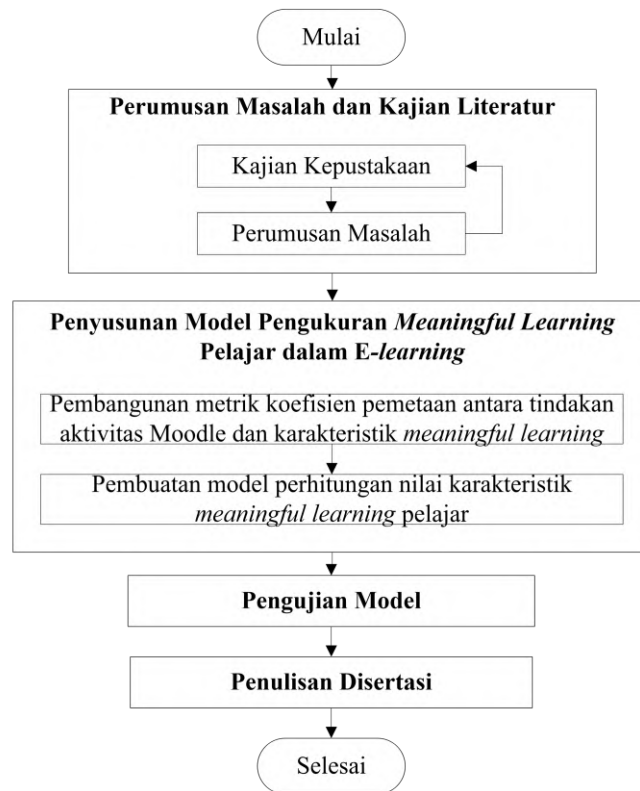 Mulai
Perumusan Masalah dan Kajian Literatur
Kajian Kepustakaan
Perumusan Masalah
Penyusunan Model Pengukuran Meaningful Learning
Pelajar dalam E-learning
Pembangunan metrik koefisien pemetaan antara tindakan
aktivitas Moodle dan karakteristik meaningful learning
Pembuatan model perhitungan nilai karakteristik
meaningful learning pelajar
Pengujian Model
Penulisan Disertasi
Selesai